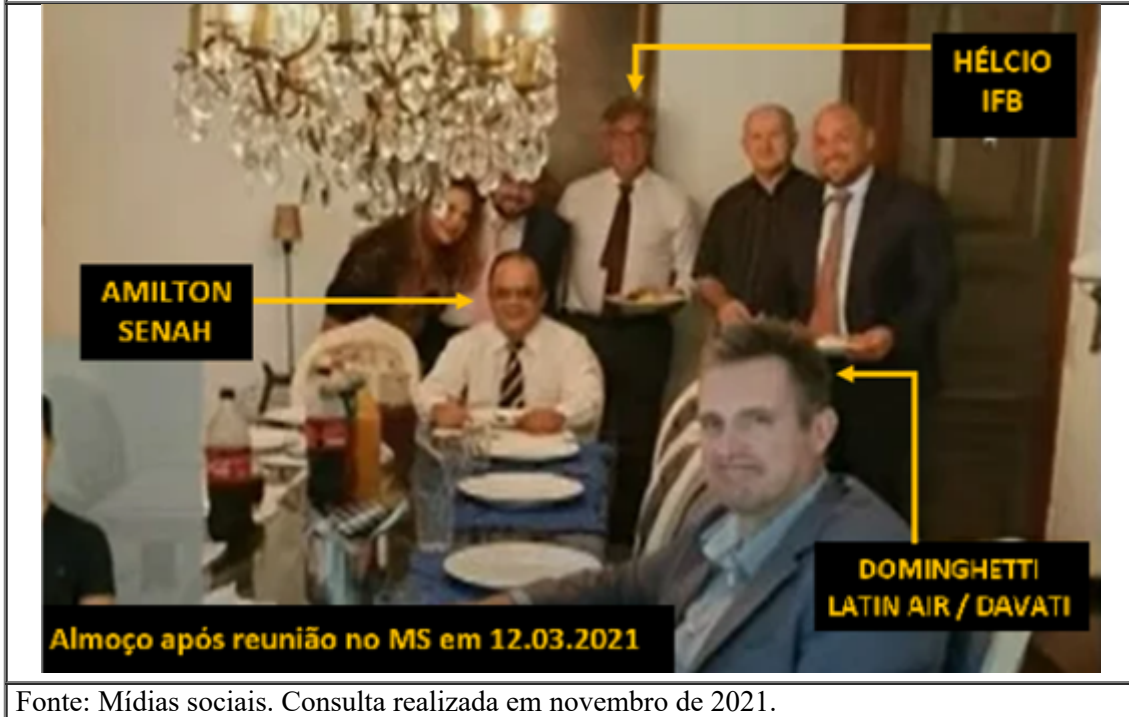 HÉLCIO
IFB
AMILTON
SENAH
DOMINGHETTI
LATIN AIR / DAVATI
Almoço após reunião no MS em 12.03.2021
Fonte: Mídias sociais. Consulta realizada em novembro de 2021.